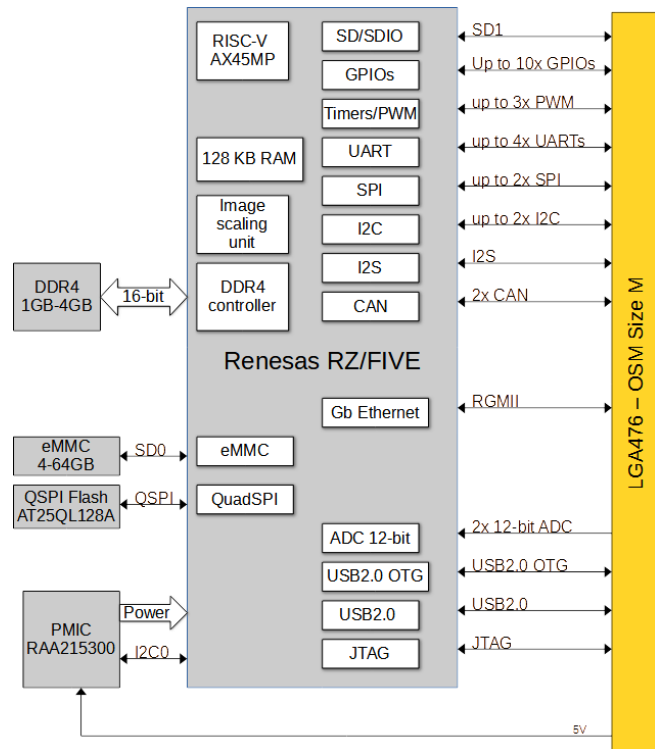 RISC-V
AX45MP
128 KB RAM
Image
scaling
unit
DDR4
controller
SD/SDIO
GPIOs
Timers/PWM
UART
SPI
I2C
I2S
CAN
SD1
Up to 10x GPIOs
up to 3x PWM
up to 4x UARTs
up to 2x SPI
up to 2x I2C
I2S
2x CAN
DDR4
1GB-4GB
16-bit
Renesas RZ/FIVE
Gb Ethernet
RGMII
eMMC
4-64GB
SD0
eMMC
QSPI Flash
AT25QL128A
QSPI
QuadSPI
ADC 12-bit
USB2.0 OTG
USB2.0
JTAG
2x 12-bit ADC
USB2.0 OTG
USB2.0
JTAG
PMIC
RAA215300
Power
I2C0
5V
LGA476 – OSM Size M